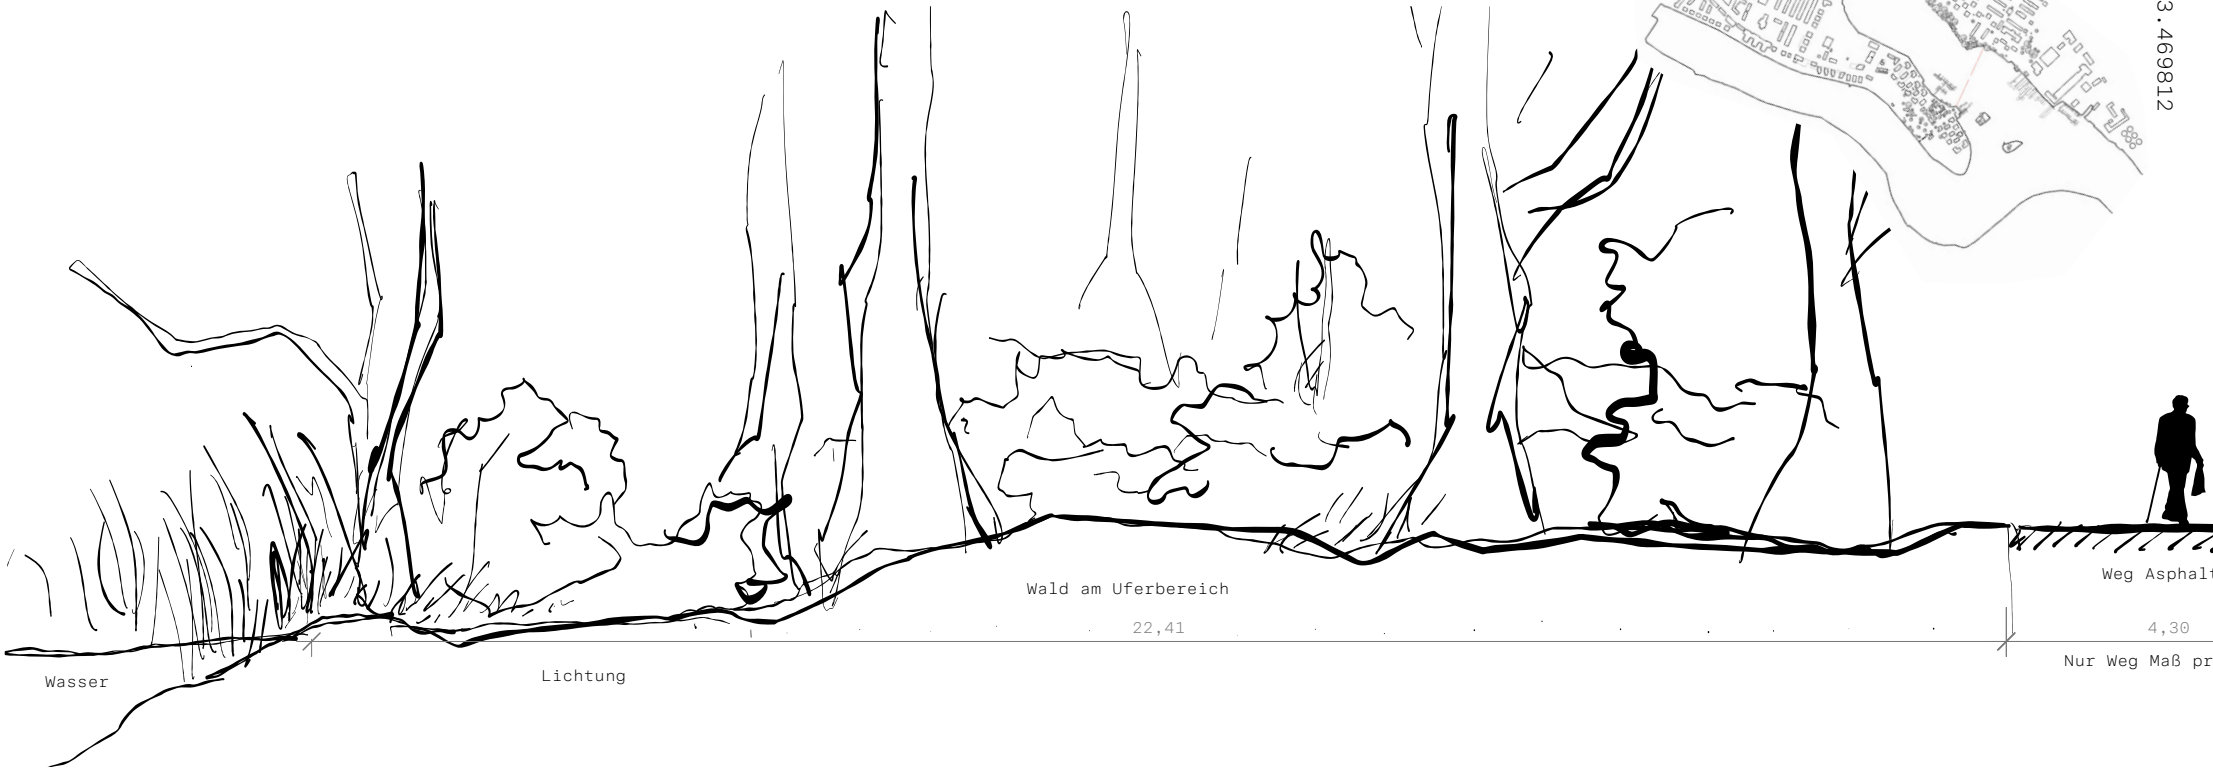 3.469812
Wald am Uferbereich
Weg Asphalt
22,41
4,30
Nur Weg Maß pr
Wasser
Lichtung